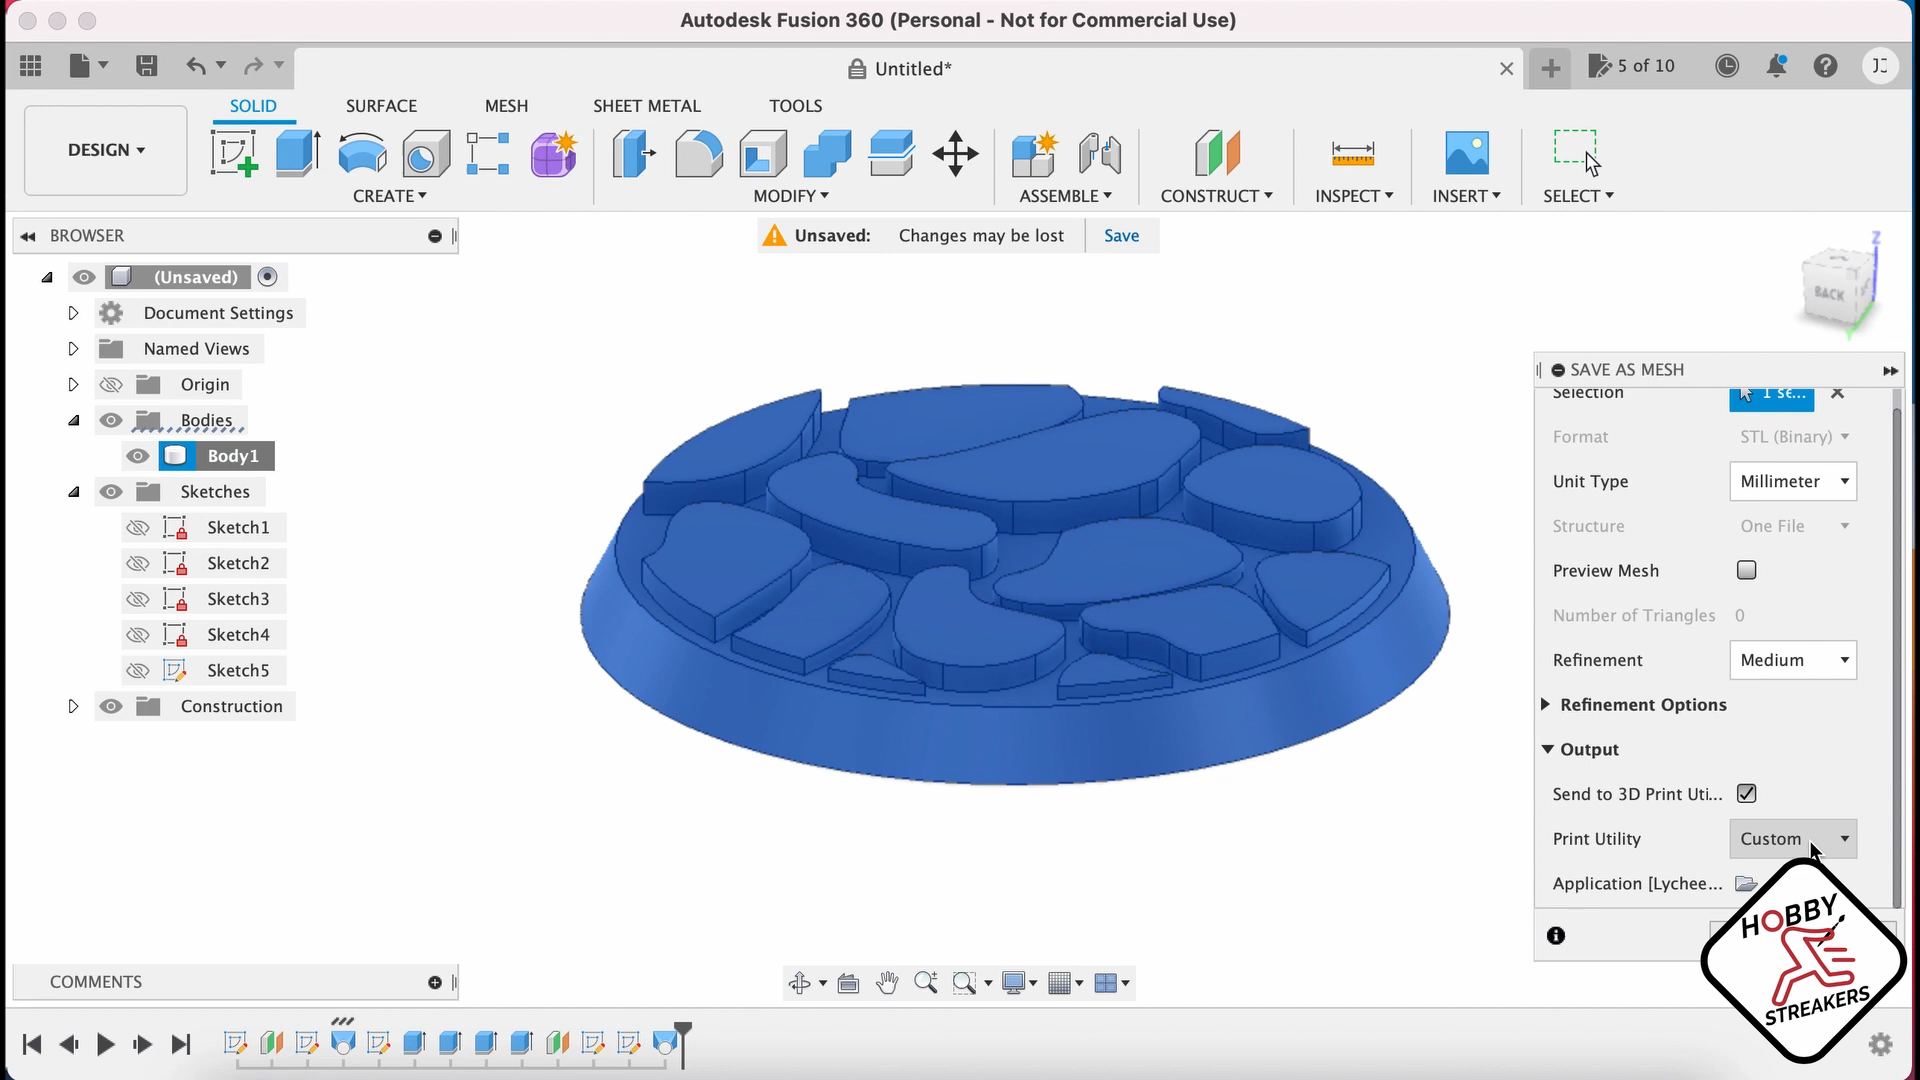 Autodesk Fusion 360 (Personal - Not for Commercial Use)
Untitled*
5 of 10
JC
SOLID
SURFACE
MESH
SHEET METAL
TOOLS
DESIGN
CREATE
MODIFY
ASSEMBLE
CONSTRUCT
INSPECT
INSERT
SELECT
BROWSER
Unsaved: Changes may be lost Save
(Unsaved)
Document Settings
Named Views
Origin
Bodies
Body1
Sketches
Sketch1
Sketch2
Sketch3
Sketch4
Sketch5
Construction
Z
BACK
Y
SAVE AS MESH
Selection 1 se...
Format STL (Binary)
Unit Type Millimeter
Structure One File
Preview Mesh
Number of Triangles 0
Refinement Medium
Refinement Options
Output
Send to 3D Print Uti...
Print Utility Custom
Application [Lychee...
HOBBY
STREAKERS
COMMENTS